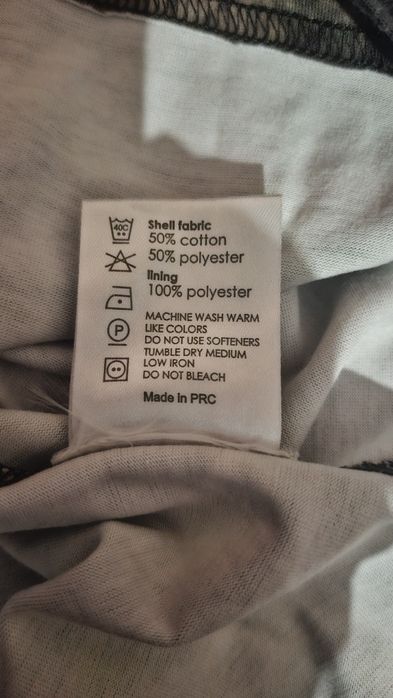 40C
Shell fabric
50% cotton
50% polyester
lining
100% polyester
P
MACHINE WASH WARM
LIKE COLORS
DO NOT USE SOFTENERS
TUMBLE DRY MEDIUM
LOW IRON
DO NOT BLEACH
Made in PRC